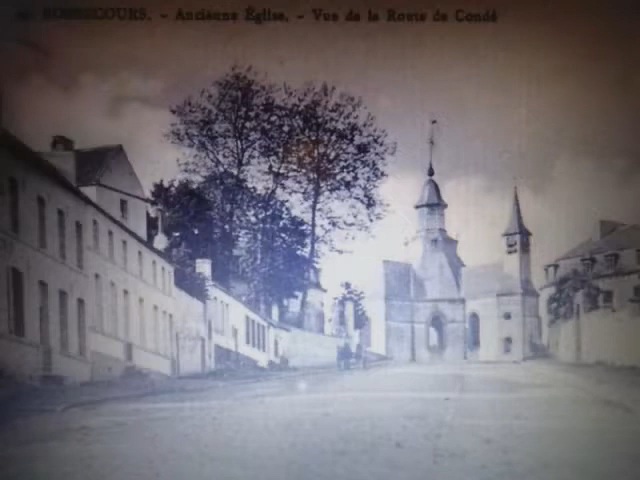 BONSECOURS. - Ancienne Église. - Vue de la Route de Condé